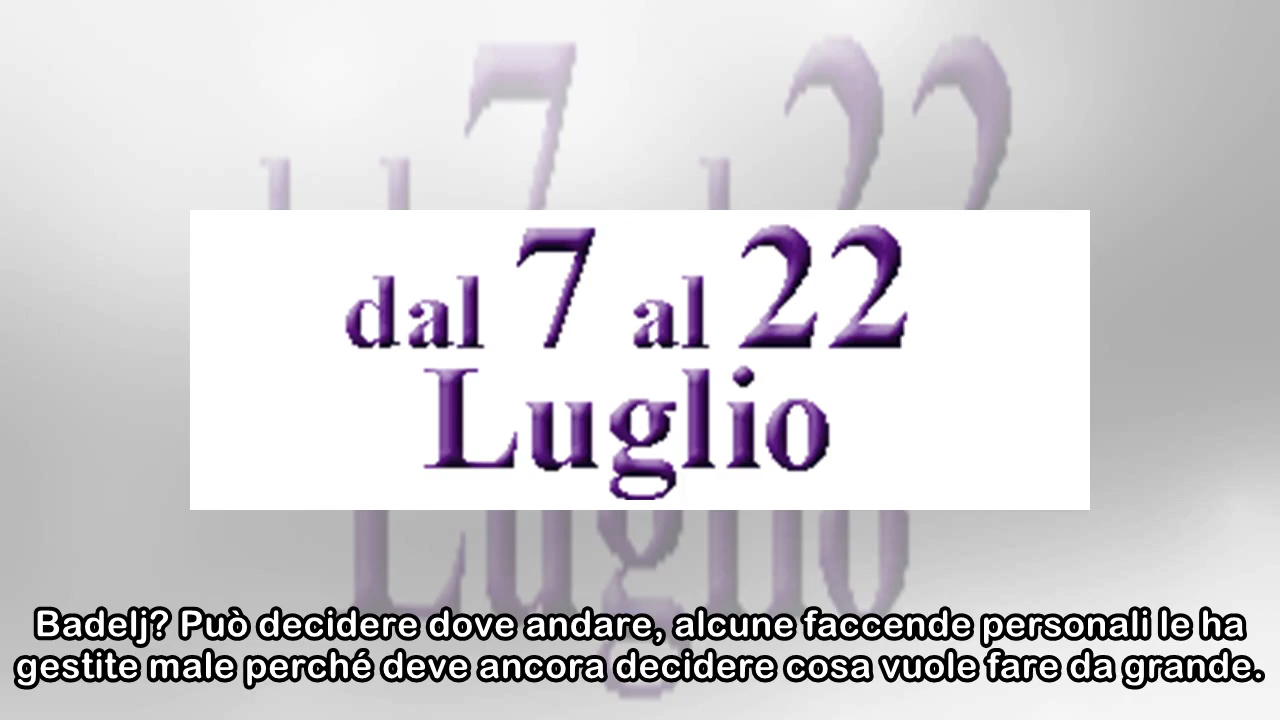 dal 7 al 22
Luglio
Badelj? Può decidere dove andare, alcune faccende personali le ha
gestite male perché deve ancora decidere cosa vuole fare da grande.